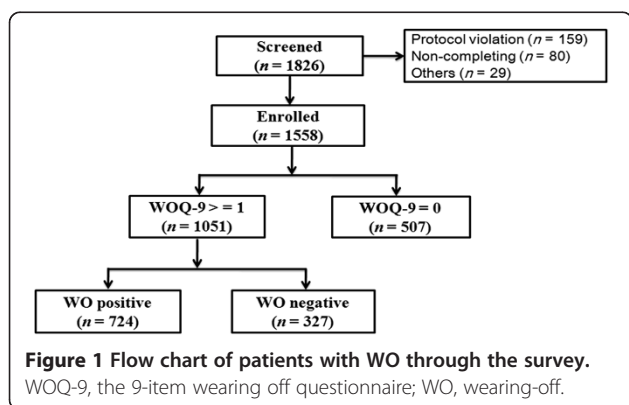 Screened
(n = 1826)
Protocol violation (n = 159)
Non-completing (n = 80)
Others (n = 29)
Enrolled
(n = 1558)
WOQ-9 > = 1
(n = 1051)
WOQ-9 = 0
(n = 507)
WO positive
(n = 724)
WO negative
(n = 327)
Figure 1 Flow chart of patients with WO through the survey.
WOQ-9, the 9-item wearing off questionnaire; WO, wearing-off.